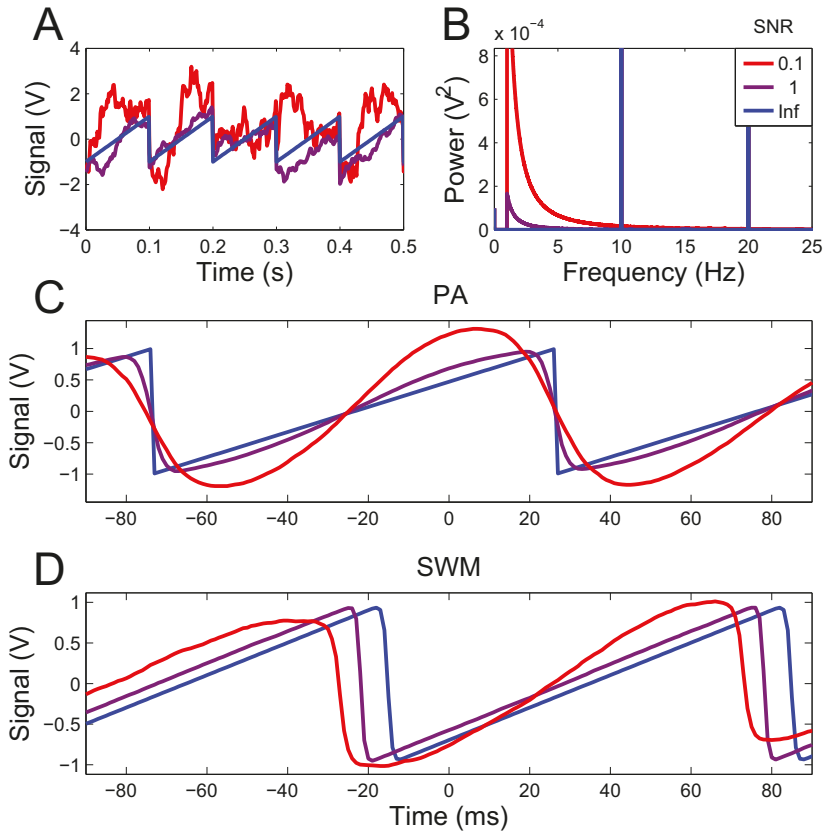 A
B
x 10⁻⁴
SNR
0.1
1
Inf
Signal (V)
4
2
0
−2
−4
0 0.1 0.2 0.3 0.4 0.5
Time (s)
Power (V²)
8
6
4
2
0
0 5 10 15 20 25
Frequency (Hz)
C
PA
Signal (V)
1
0.5
0
−0.5
−1
−80 −60 −40 −20 0 20 40 60 80
D
SWM
Signal (V)
1
0.5
0
−0.5
−1
−80 −60 −40 −20 0 20 40 60 80
Time (ms)